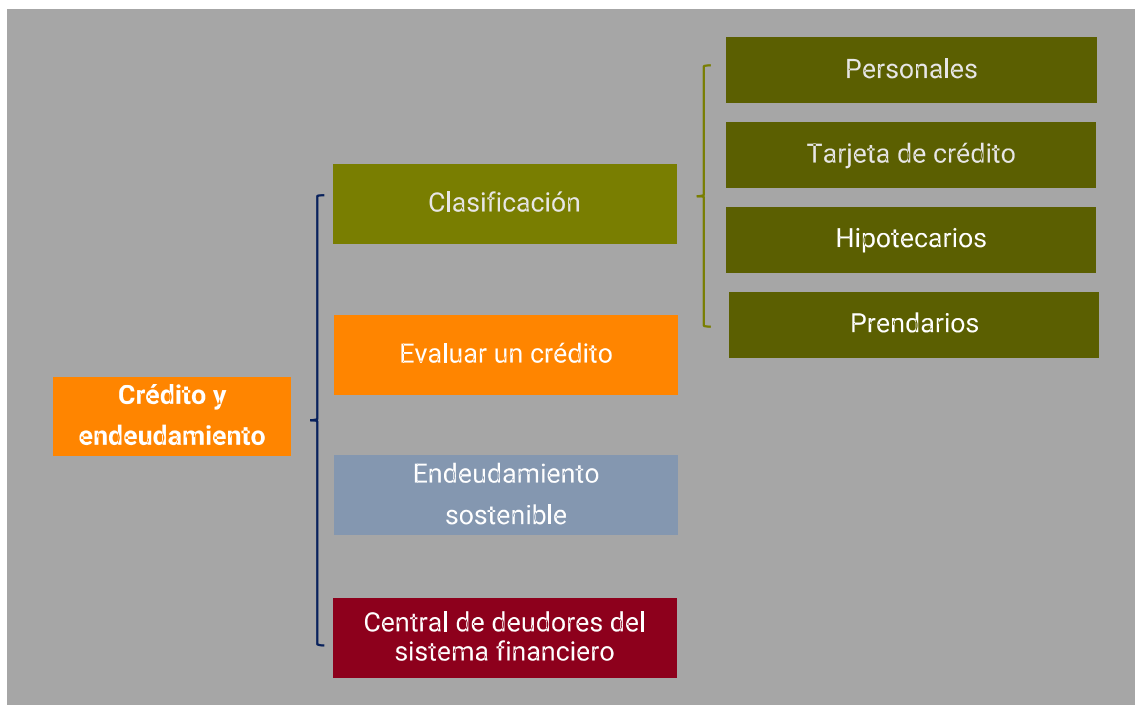 Crédito y
endeudamiento
Clasificación
Evaluar un crédito
Endeudamiento
sostenible
Central de deudores del
sistema financiero
Personales
Tarjeta de crédito
Hipotecarios
Prendarios